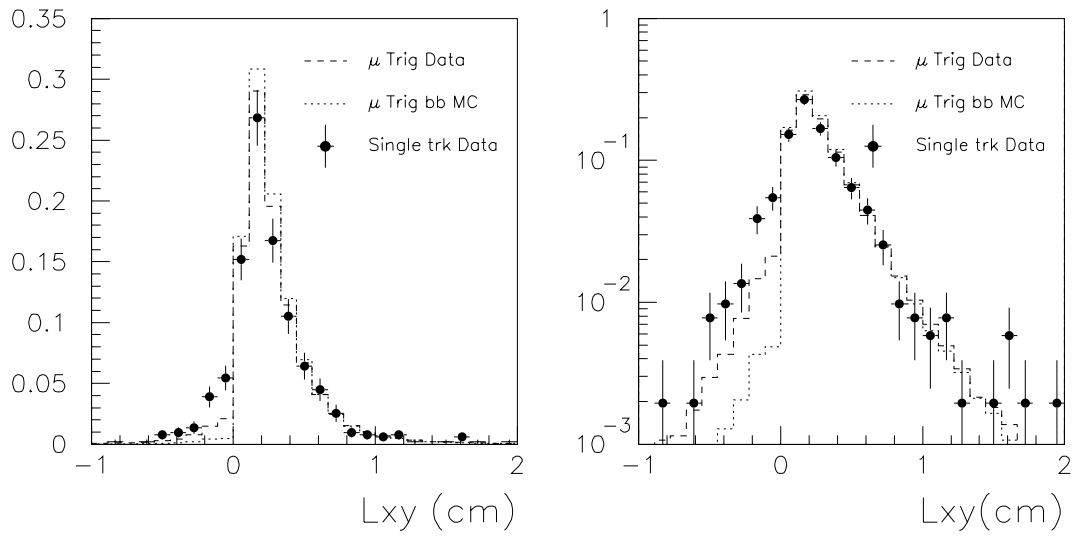 0.35
0.3
0.25
0.2
0.15
0.1
0.05
0
-1
0
1
2
Lxy (cm)
μ Trig Data
μ Trig bb MC
Single trk Data
1
10⁻¹
10⁻²
10⁻³
-1
0
1
2
Lxy(cm)
μ Trig Data
μ Trig bb MC
Single trk Data